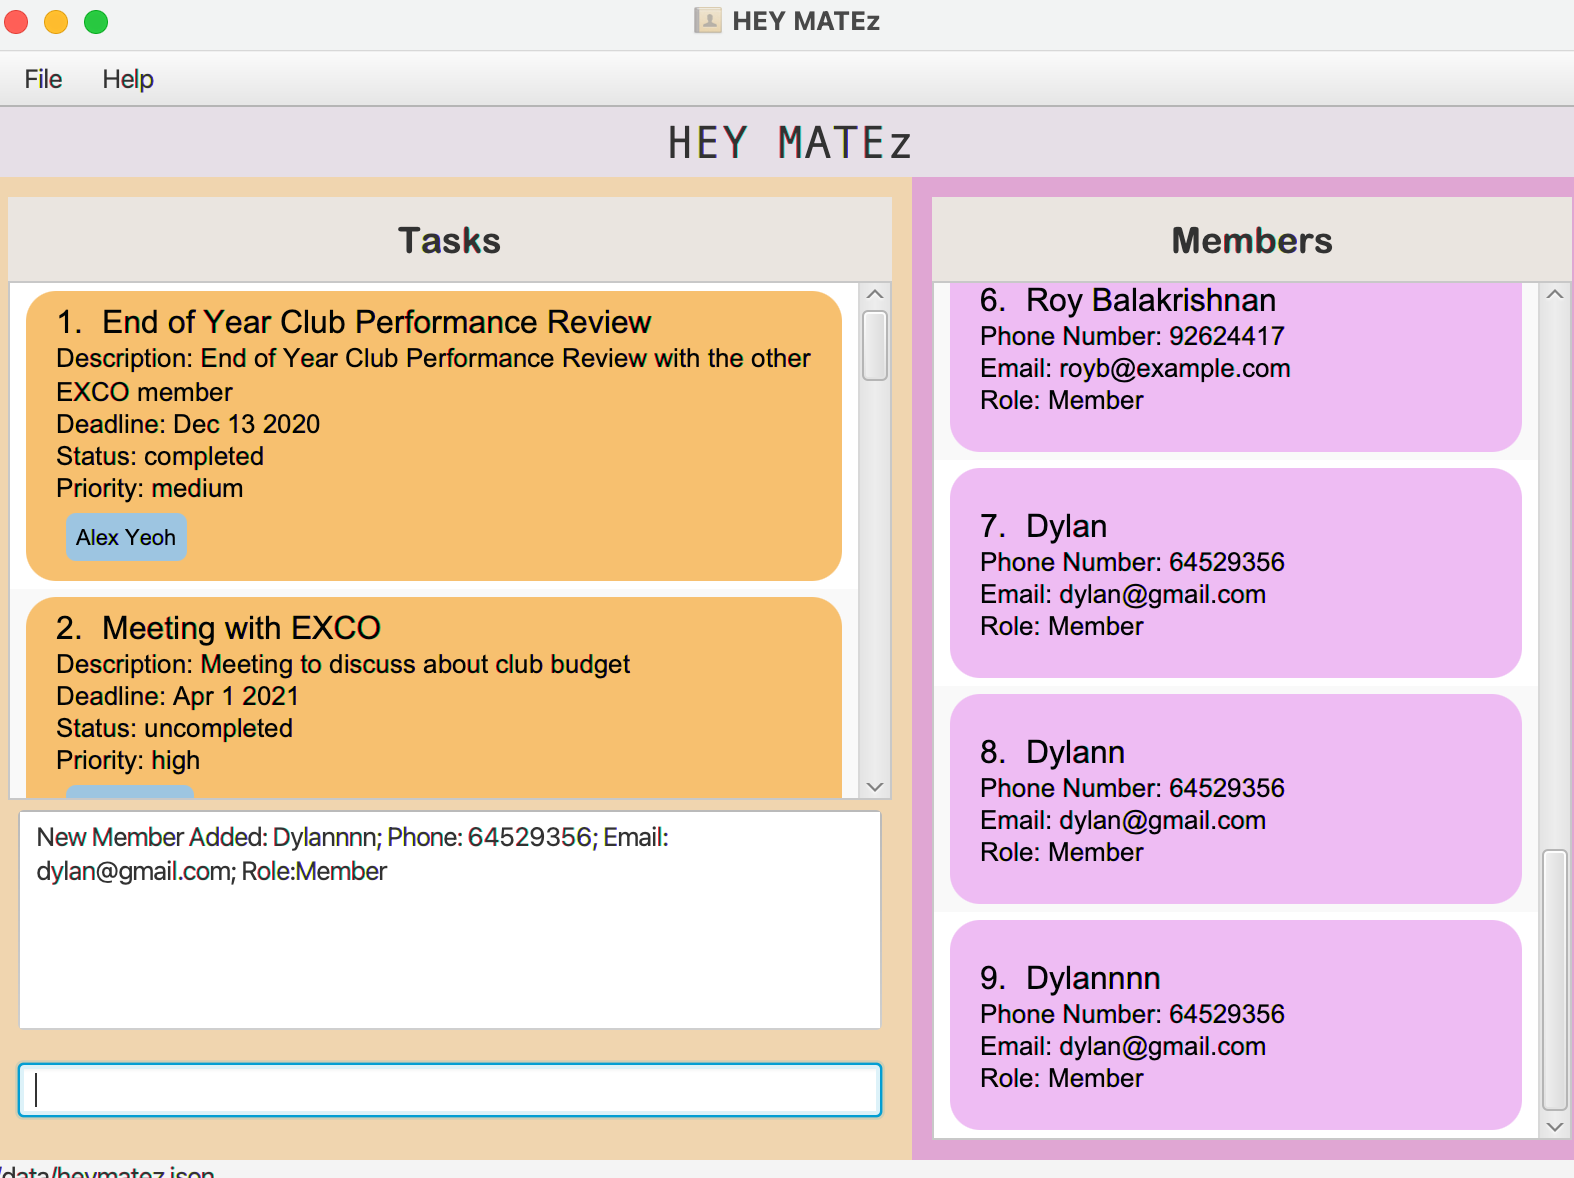 HEY MATEz
File Help
HEY MATEz
Tasks
1. End of Year Club Performance Review
Description: End of Year Club Performance Review with the other
EXCO member
Deadline: Dec 13 2020
Status: completed
Priority: medium
Alex Yeoh
2. Meeting with EXCO
Description: Meeting to discuss about club budget
Deadline: Apr 1 2021
Status: uncompleted
Priority: high
New Member Added: Dylannnn; Phone: 64529356; Email:
dylan@gmail.com; Role:Member
Members
6. Roy Balakrishnan
Phone Number: 92624417
Email: royb@example.com
Role: Member
7. Dylan
Phone Number: 64529356
Email: dylan@gmail.com
Role: Member
8. Dylann
Phone Number: 64529356
Email: dylan@gmail.com
Role: Member
9. Dylannnn
Phone Number: 64529356
Email: dylan@gmail.com
Role: Member
/data/heymatez.json